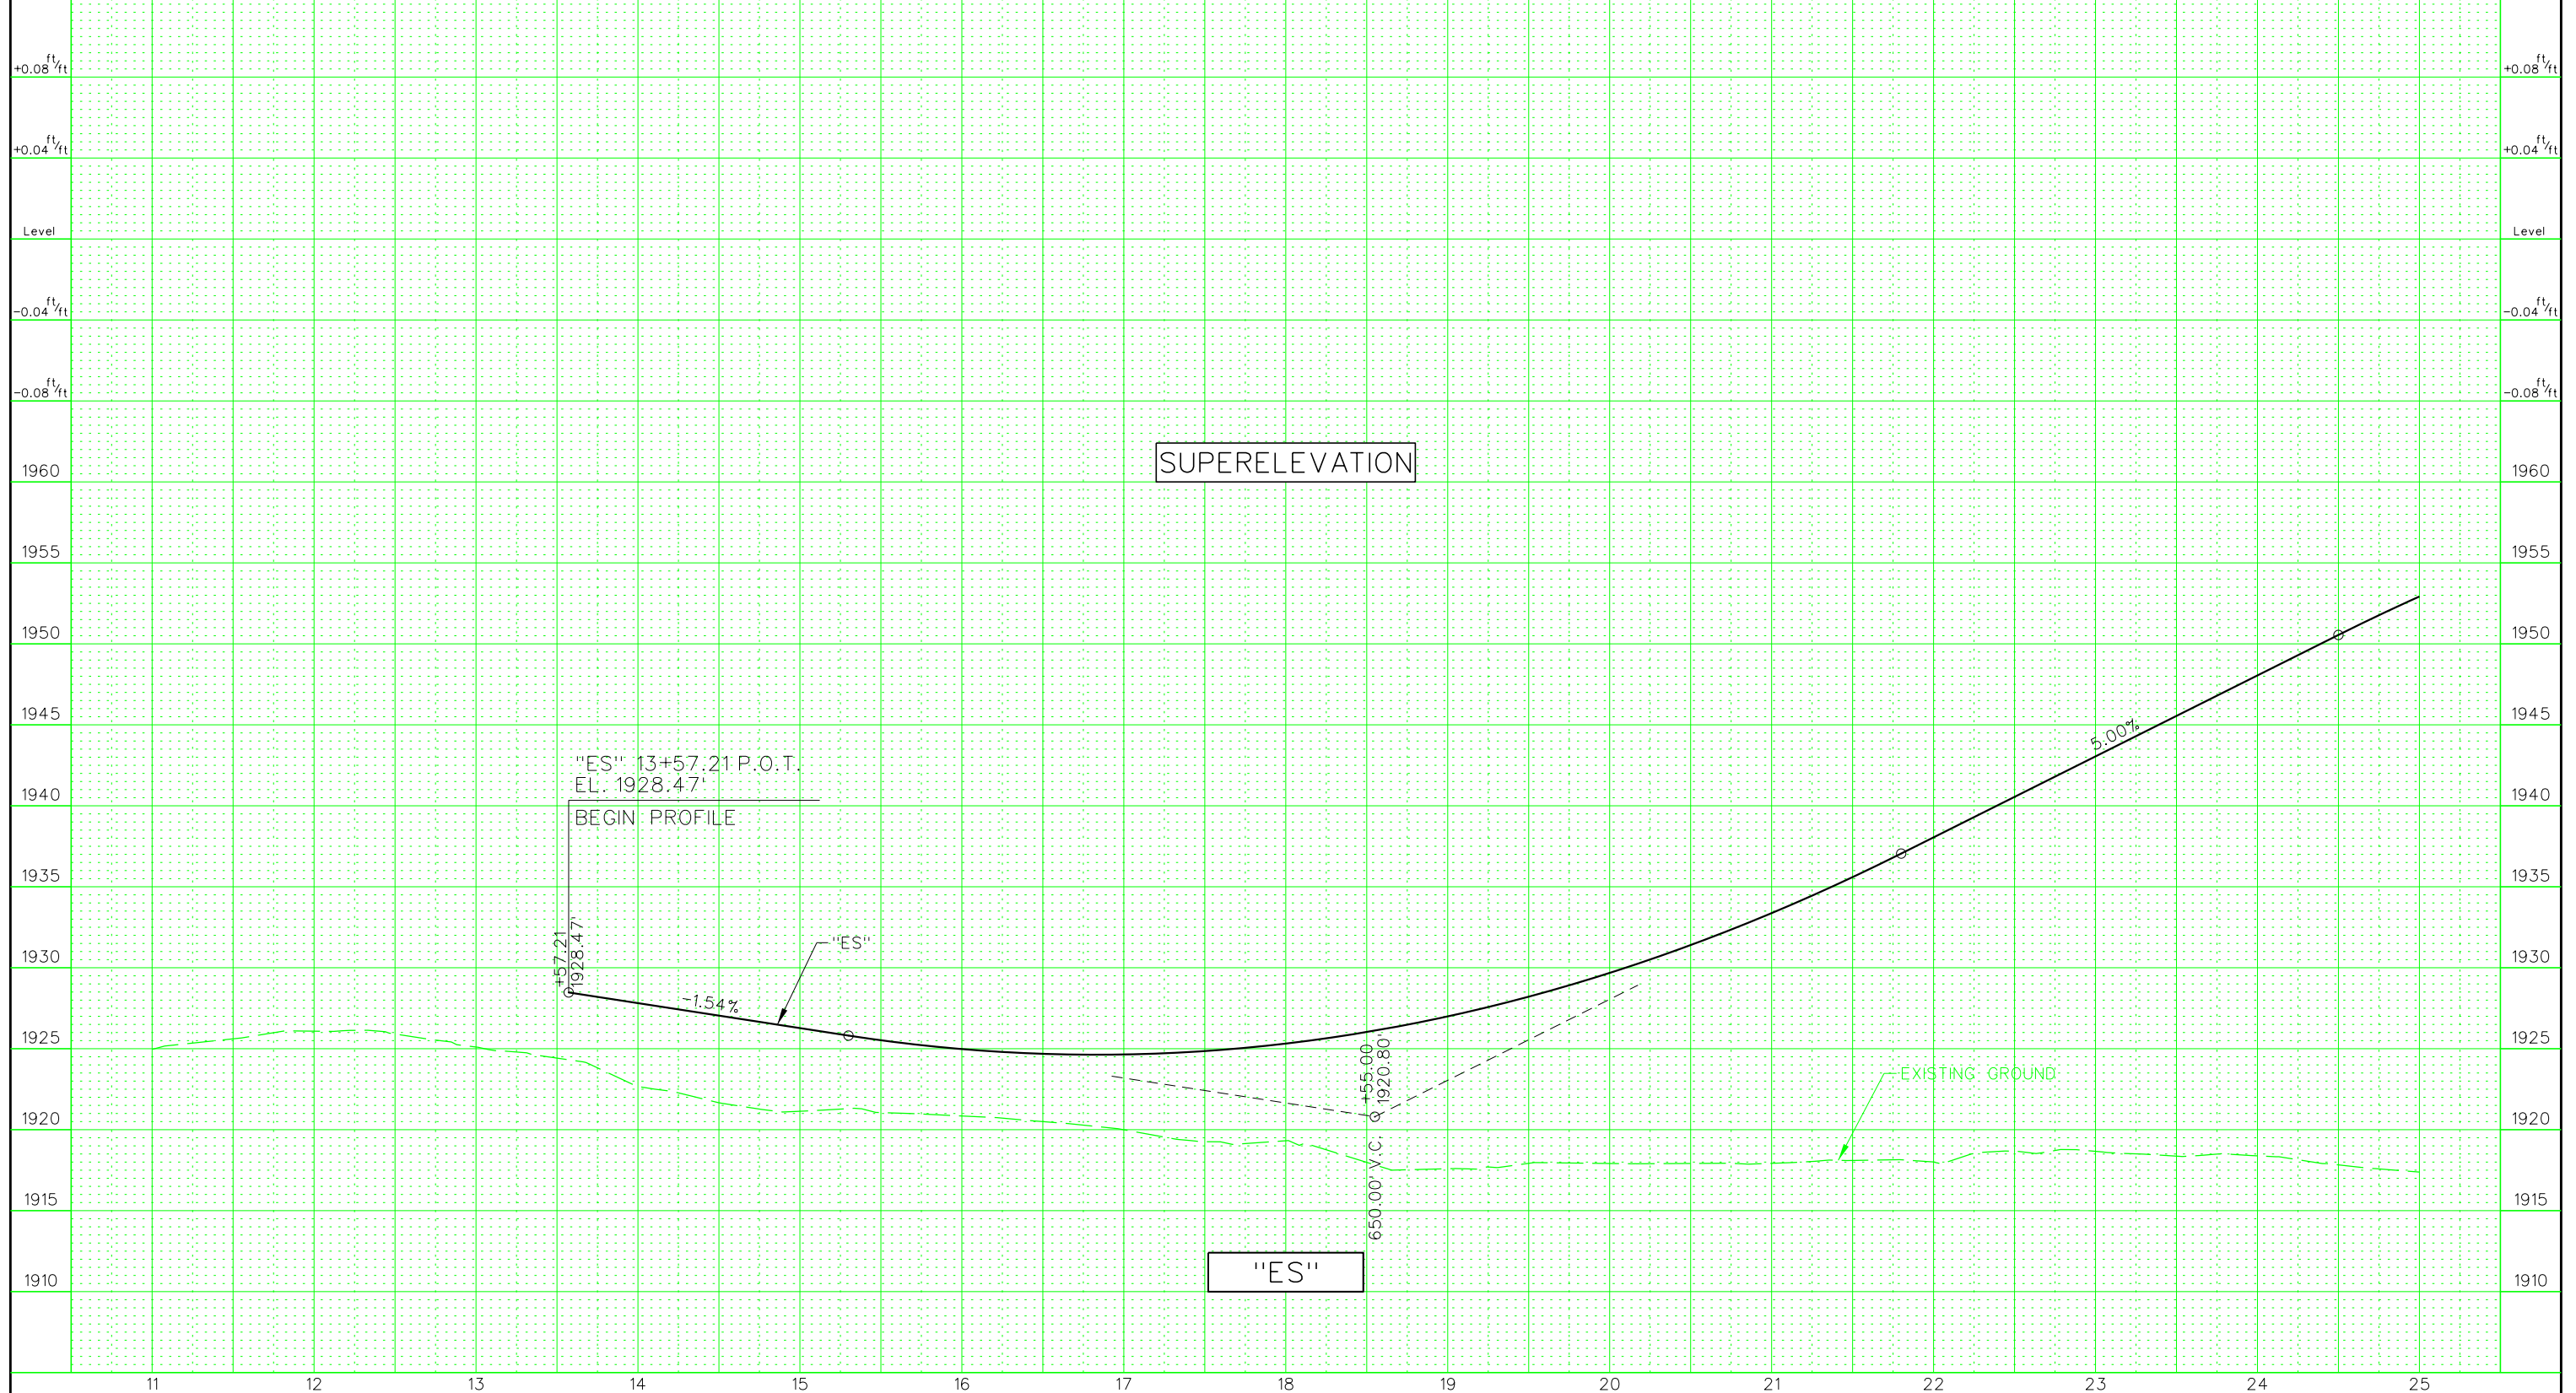 +0.08 ft/ft
+0.08 ft/ft
+0.04 ft/ft
+0.04 ft/ft
Level
Level
-0.04 ft/ft
-0.04 ft/ft
-0.08 ft/ft
-0.08 ft/ft
SUPERELEVATION
1960
1960
1955
1955
1950
1950
1945
1945
5.00%
"ES" 13+57.21 P.O.T.
EL. 1928.47'
BEGIN PROFILE
1940
1940
1935
1935
+57.21
1928.47'
"ES"
1930
1930
-1.54%
1925
1925
+55.00
1920.80'
EXISTING GROUND
1920
1920
650.00' V.C.
1915
1915
"ES"
1910
1910
11 12 13 14 15 16 17 18 19 20 21 22 23 24 25